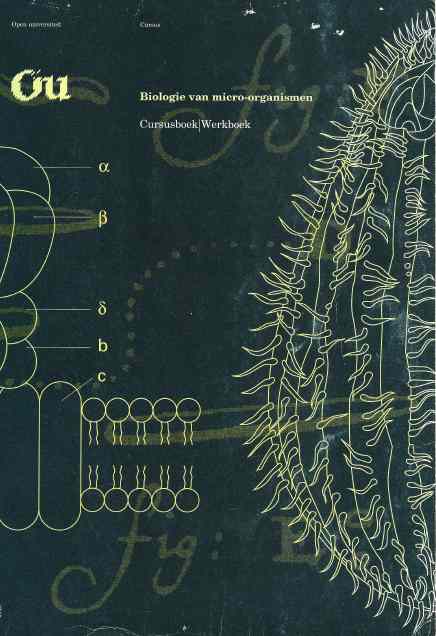 Open universiteit
Cursus
Ou
Biologie van micro-organismen
Cursusboek|Werkboek
α
β
δ
b
c
fig
fig: